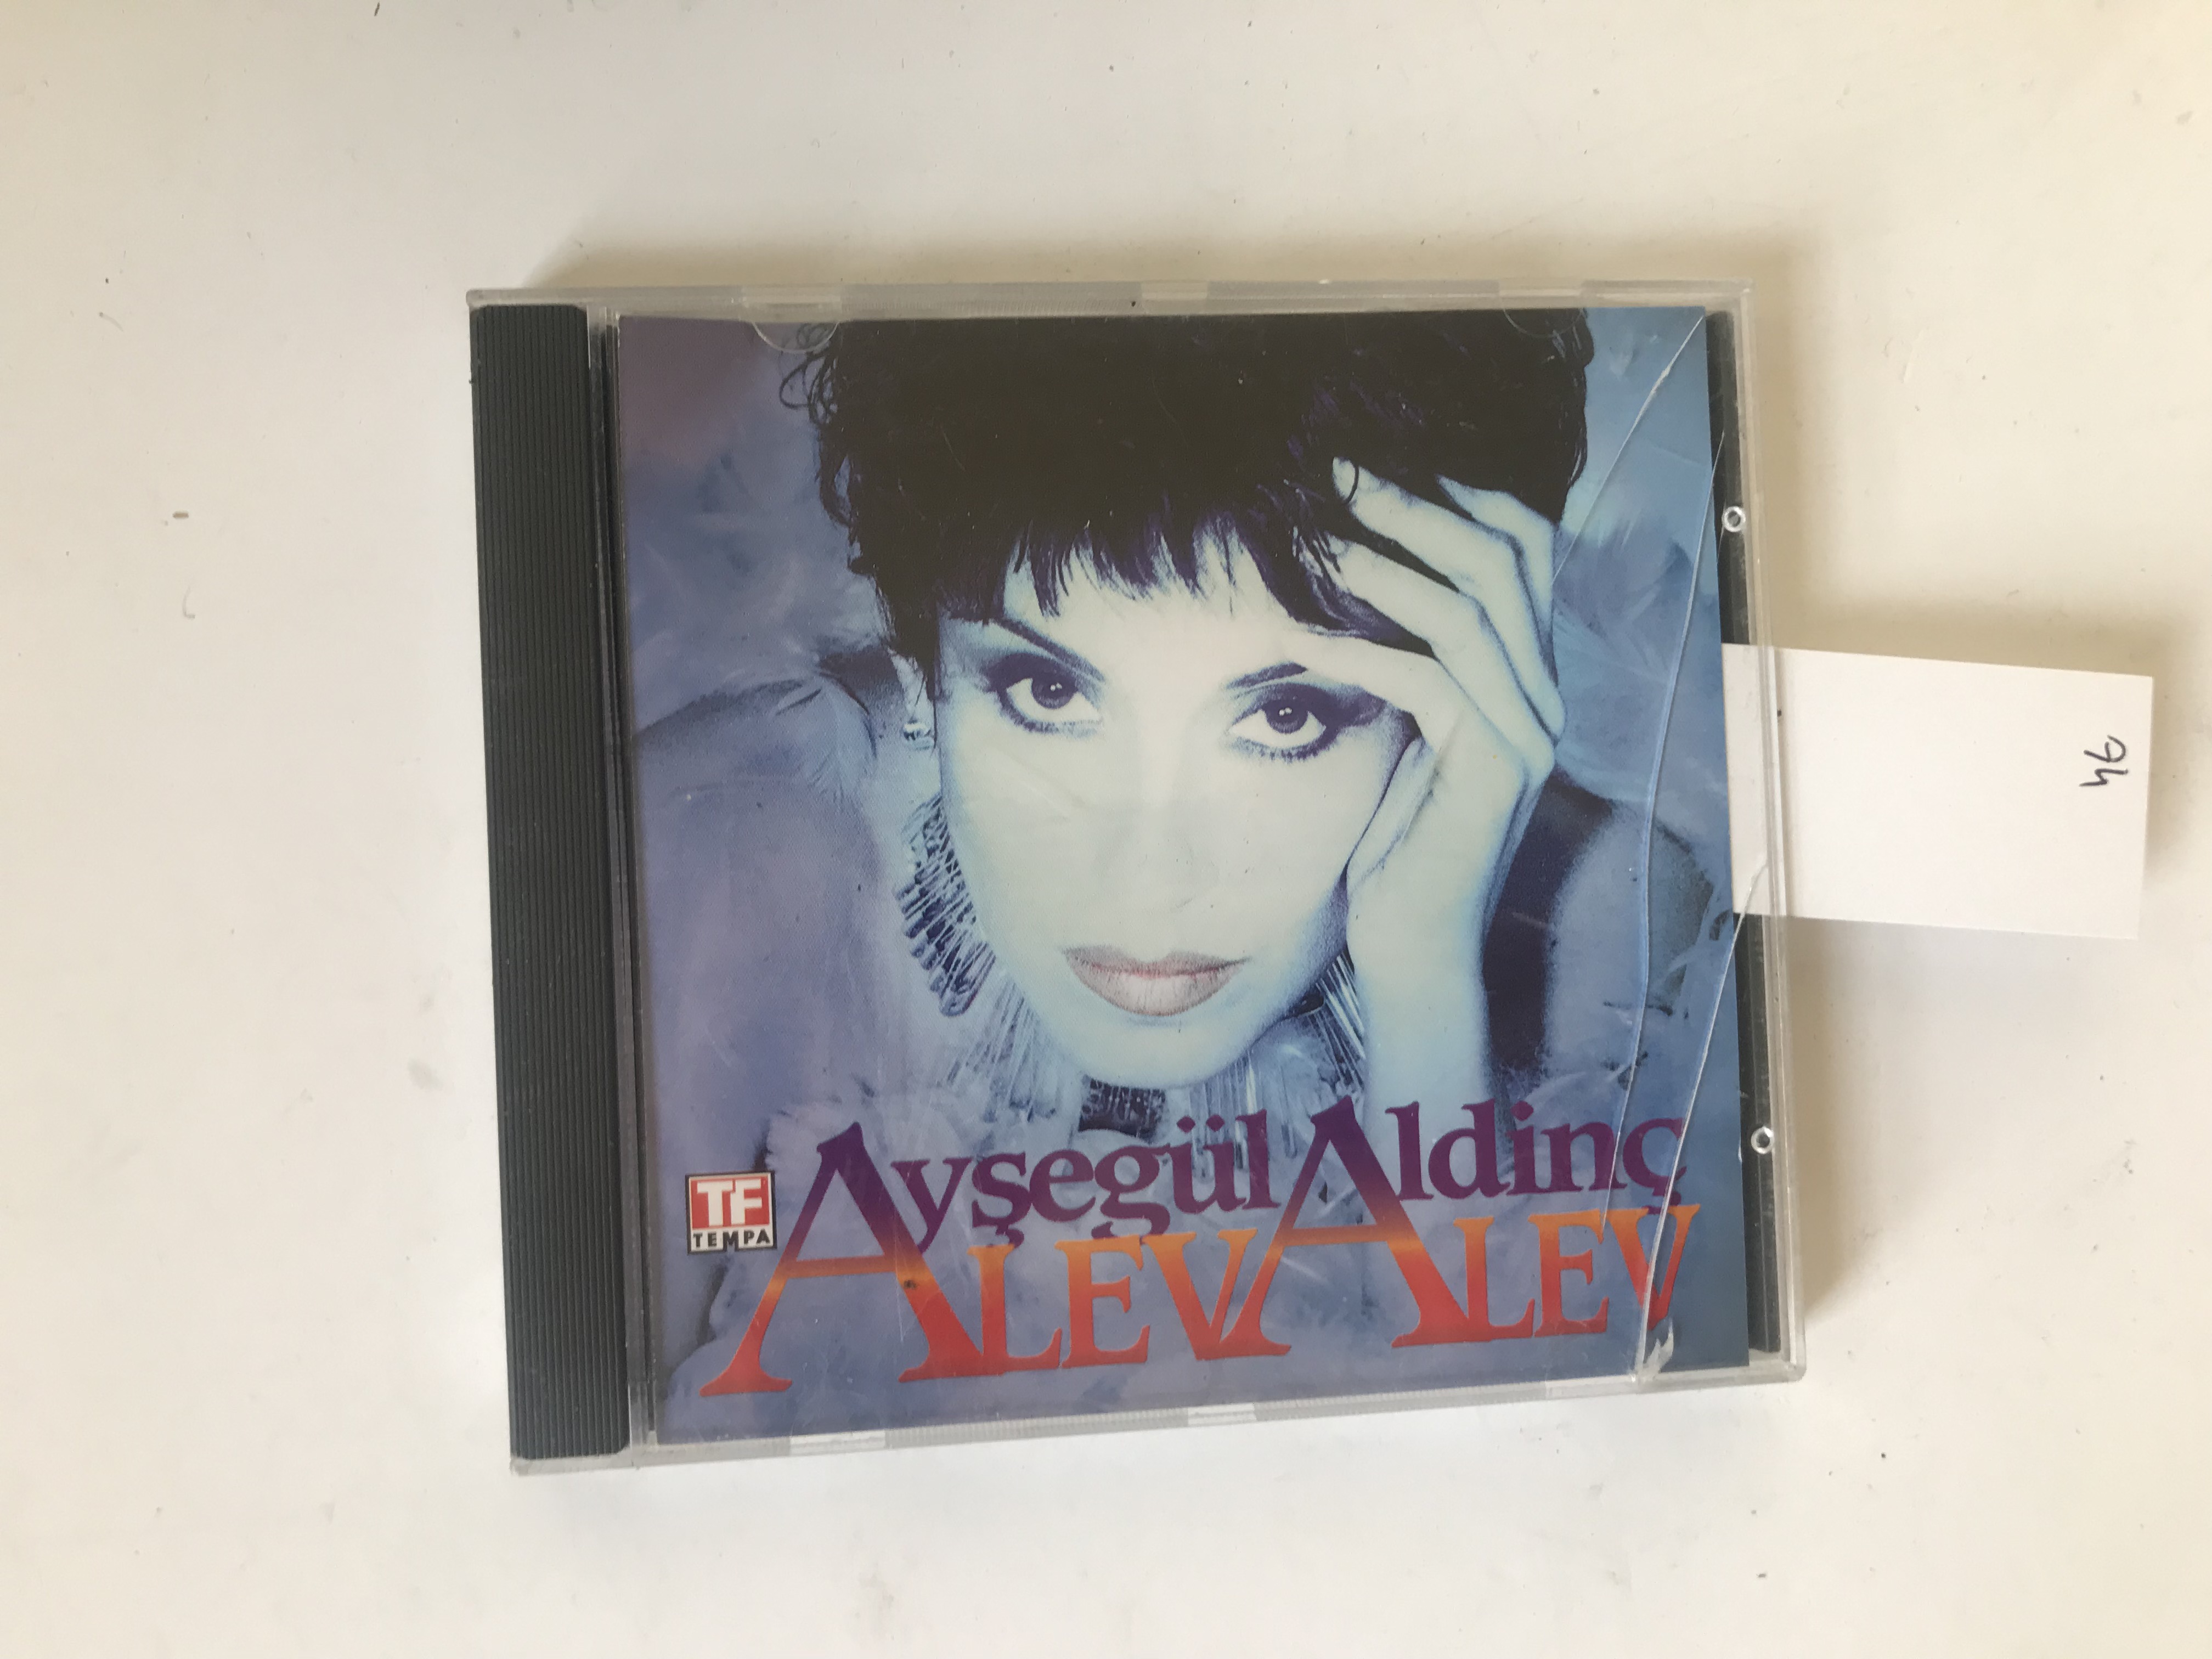 Ayşegül Aldinç
ALEV ALEV
TF
TEMPA
94